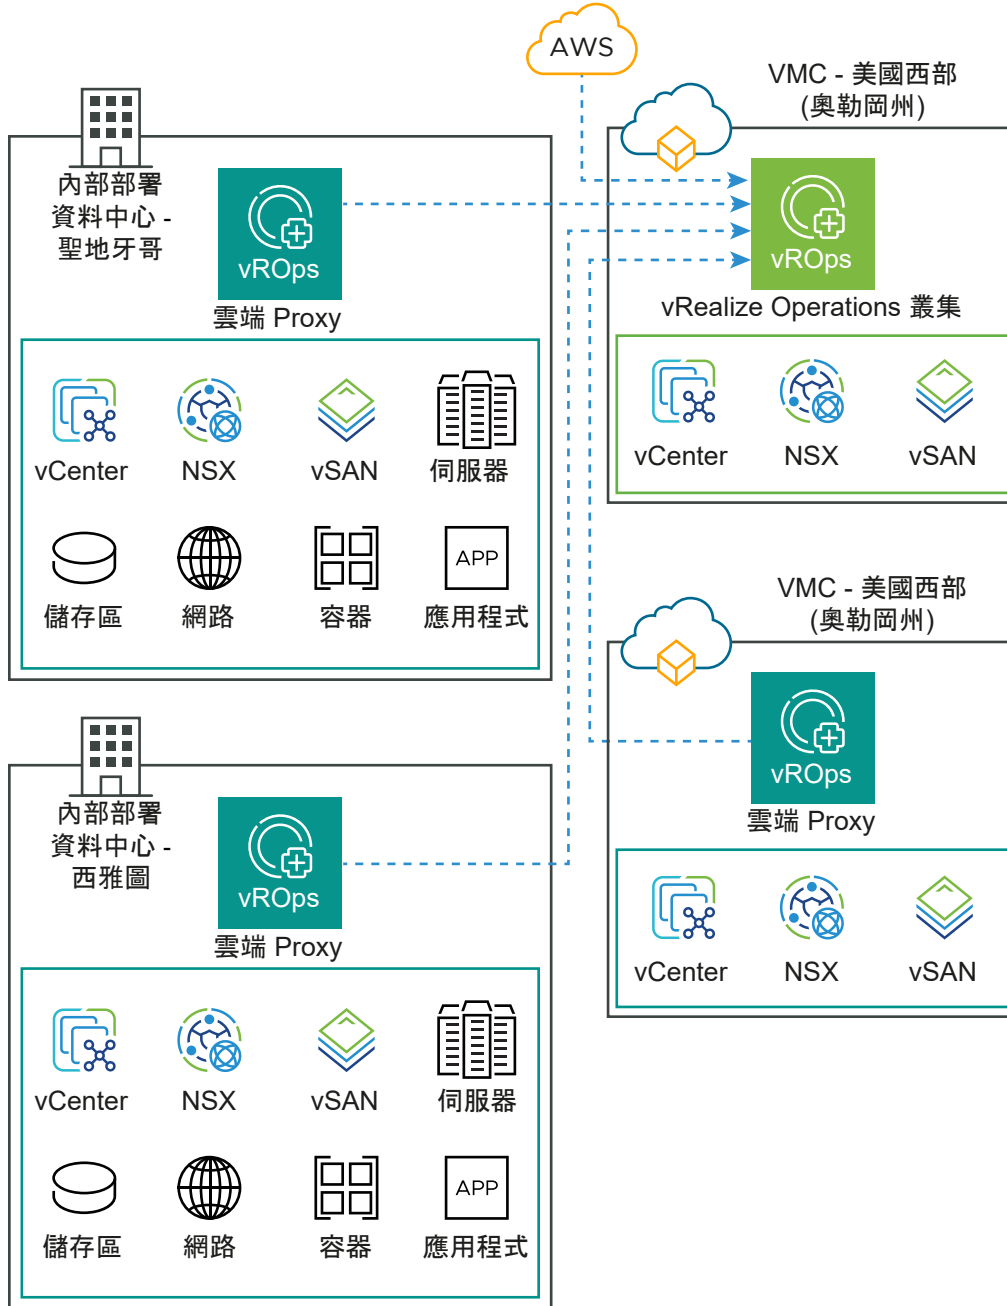 AWS
VMC - 美國西部
(奧勒岡州)
vROps
vRealize Operations 叢集
vCenter
NSX
vSAN
內部部署
資料中心 -
聖地牙哥
vROps
雲端 Proxy
vCenter
NSX
vSAN
伺服器
儲存區
網路
容器
APP
應用程式
VMC - 美國西部
(奧勒岡州)
vROps
雲端 Proxy
vCenter
NSX
vSAN
內部部署
資料中心 -
西雅圖
vROps
雲端 Proxy
vCenter
NSX
vSAN
伺服器
儲存區
網路
容器
APP
應用程式